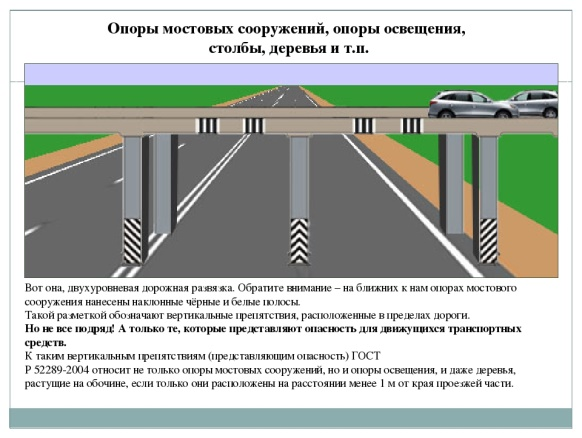 Опоры мостовых сооружений, опоры освещения,
столбы, деревья и т.п.
Вот она, двухуровневая дорожная развязка. Обратите внимание – на ближних к нам опорах мостового
сооружения нанесены наклонные чёрные и белые полосы.
Такой разметкой обозначают вертикальные препятствия, расположенные в пределах дороги.
Но не все подряд! А только те, которые представляют опасность для движущихся транспортных
средств.
К таким вертикальным препятствиям (представляющим опасность) ГОСТ
Р 52289-2004 относит не только опоры мостовых сооружений, но и опоры освещения, и даже деревья,
растущие на обочине, если только они расположены на расстоянии менее 1 м от края проезжей части.